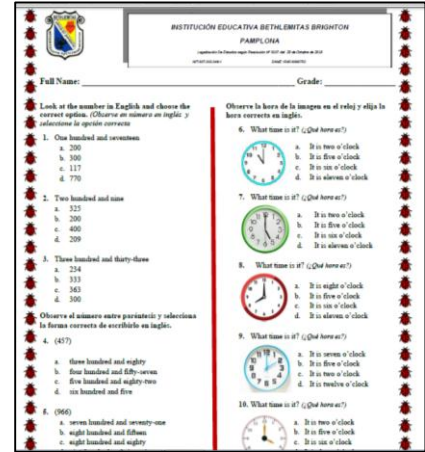 INSTITUCIÓN EDUCATIVA BETHLEMITAS BRIGHTON
PAMPLONA
Full Name:
Grade:
Look at the number in English and choose the
correct option. (Observe en número en inglés y
seleccione la opción correcta
1. One hundred and seventeen
a. 200
b. 300
c. 117
d. 770
2. Two hundred and nine
a. 325
b. 200
c. 400
d. 209
3. Three hundred and thirty-three
a. 234
b. 333
c. 363
d. 300
Observe el número entre paréntesis y selecciona
la forma correcta de escribirlo en inglés.
4. (457)
a. three hundred and eighty
b. four hundred and fifty-seven
c. five hundred and eighty-two
d. six hundred and five
5. (966)
a. seven hundred and seventy-one
b. eight hundred and fifteen
c. eight hundred and eighty
Observe la hora de la imagen en el reloj y elija la
hora correcta en inglés.
6. What time is it? (¿Qué hora es?)
a. It is two o'clock
b. It is five o'clock
c. It is six o'clock
d. It is eleven o'clock
7. What time is it? (¿Qué hora es?)
a. It is two o'clock
b. It is five o'clock
c. It is six o'clock
d. It is eleven o'clock
8. What time is it? (¿Qué hora es?)
a. It is eight o'clock
b. It is five o'clock
c. It is six o'clock
d. It is eleven o'clock
9. What time is it? (¿Qué hora es?)
a. It is seven o'clock
b. It is five o'clock
c. It is two o'clock
d. It is twelve o'clock
10. What time is it? (¿Qué hora es?)
a. It is two o'clock
b. It is four o'clock
c. It is six o'clock